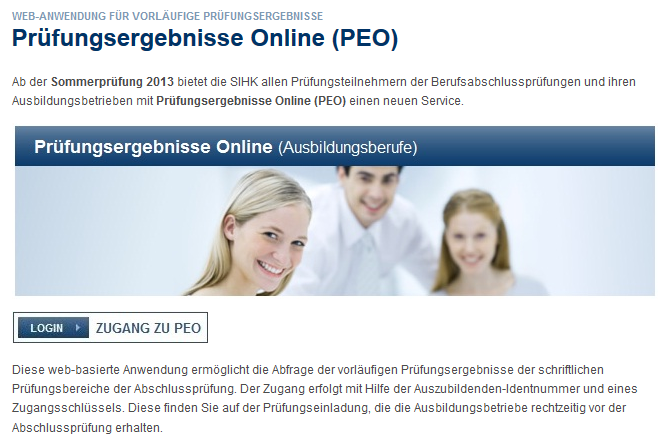 WEB-ANWENDUNG FÜR VORLÄUFIGE PRÜFUNGSERGEBNISSE
Prüfungsergebnisse Online (PEO)
Ab der Sommerprüfung 2013 bietet die SIHK allen Prüfungsteilnehmern der Berufsabschlussprüfungen und ihren
Ausbildungsbetrieben mit Prüfungsergebnisse Online (PEO) einen neuen Service.
Prüfungsergebnisse Online (Ausbildungsberufe)
LOGIN ZUGANG ZU PEO
Diese web-basierte Anwendung ermöglicht die Abfrage der vorläufigen Prüfungsergebnisse der schriftlichen
Prüfungsbereiche der Abschlussprüfung. Der Zugang erfolgt mit Hilfe der Auszubildenden-Identnummer und eines
Zugangsschlüssels. Diese finden Sie auf der Prüfungseinladung, die die Ausbildungsbetriebe rechtzeitig vor der
Abschlussprüfung erhalten.